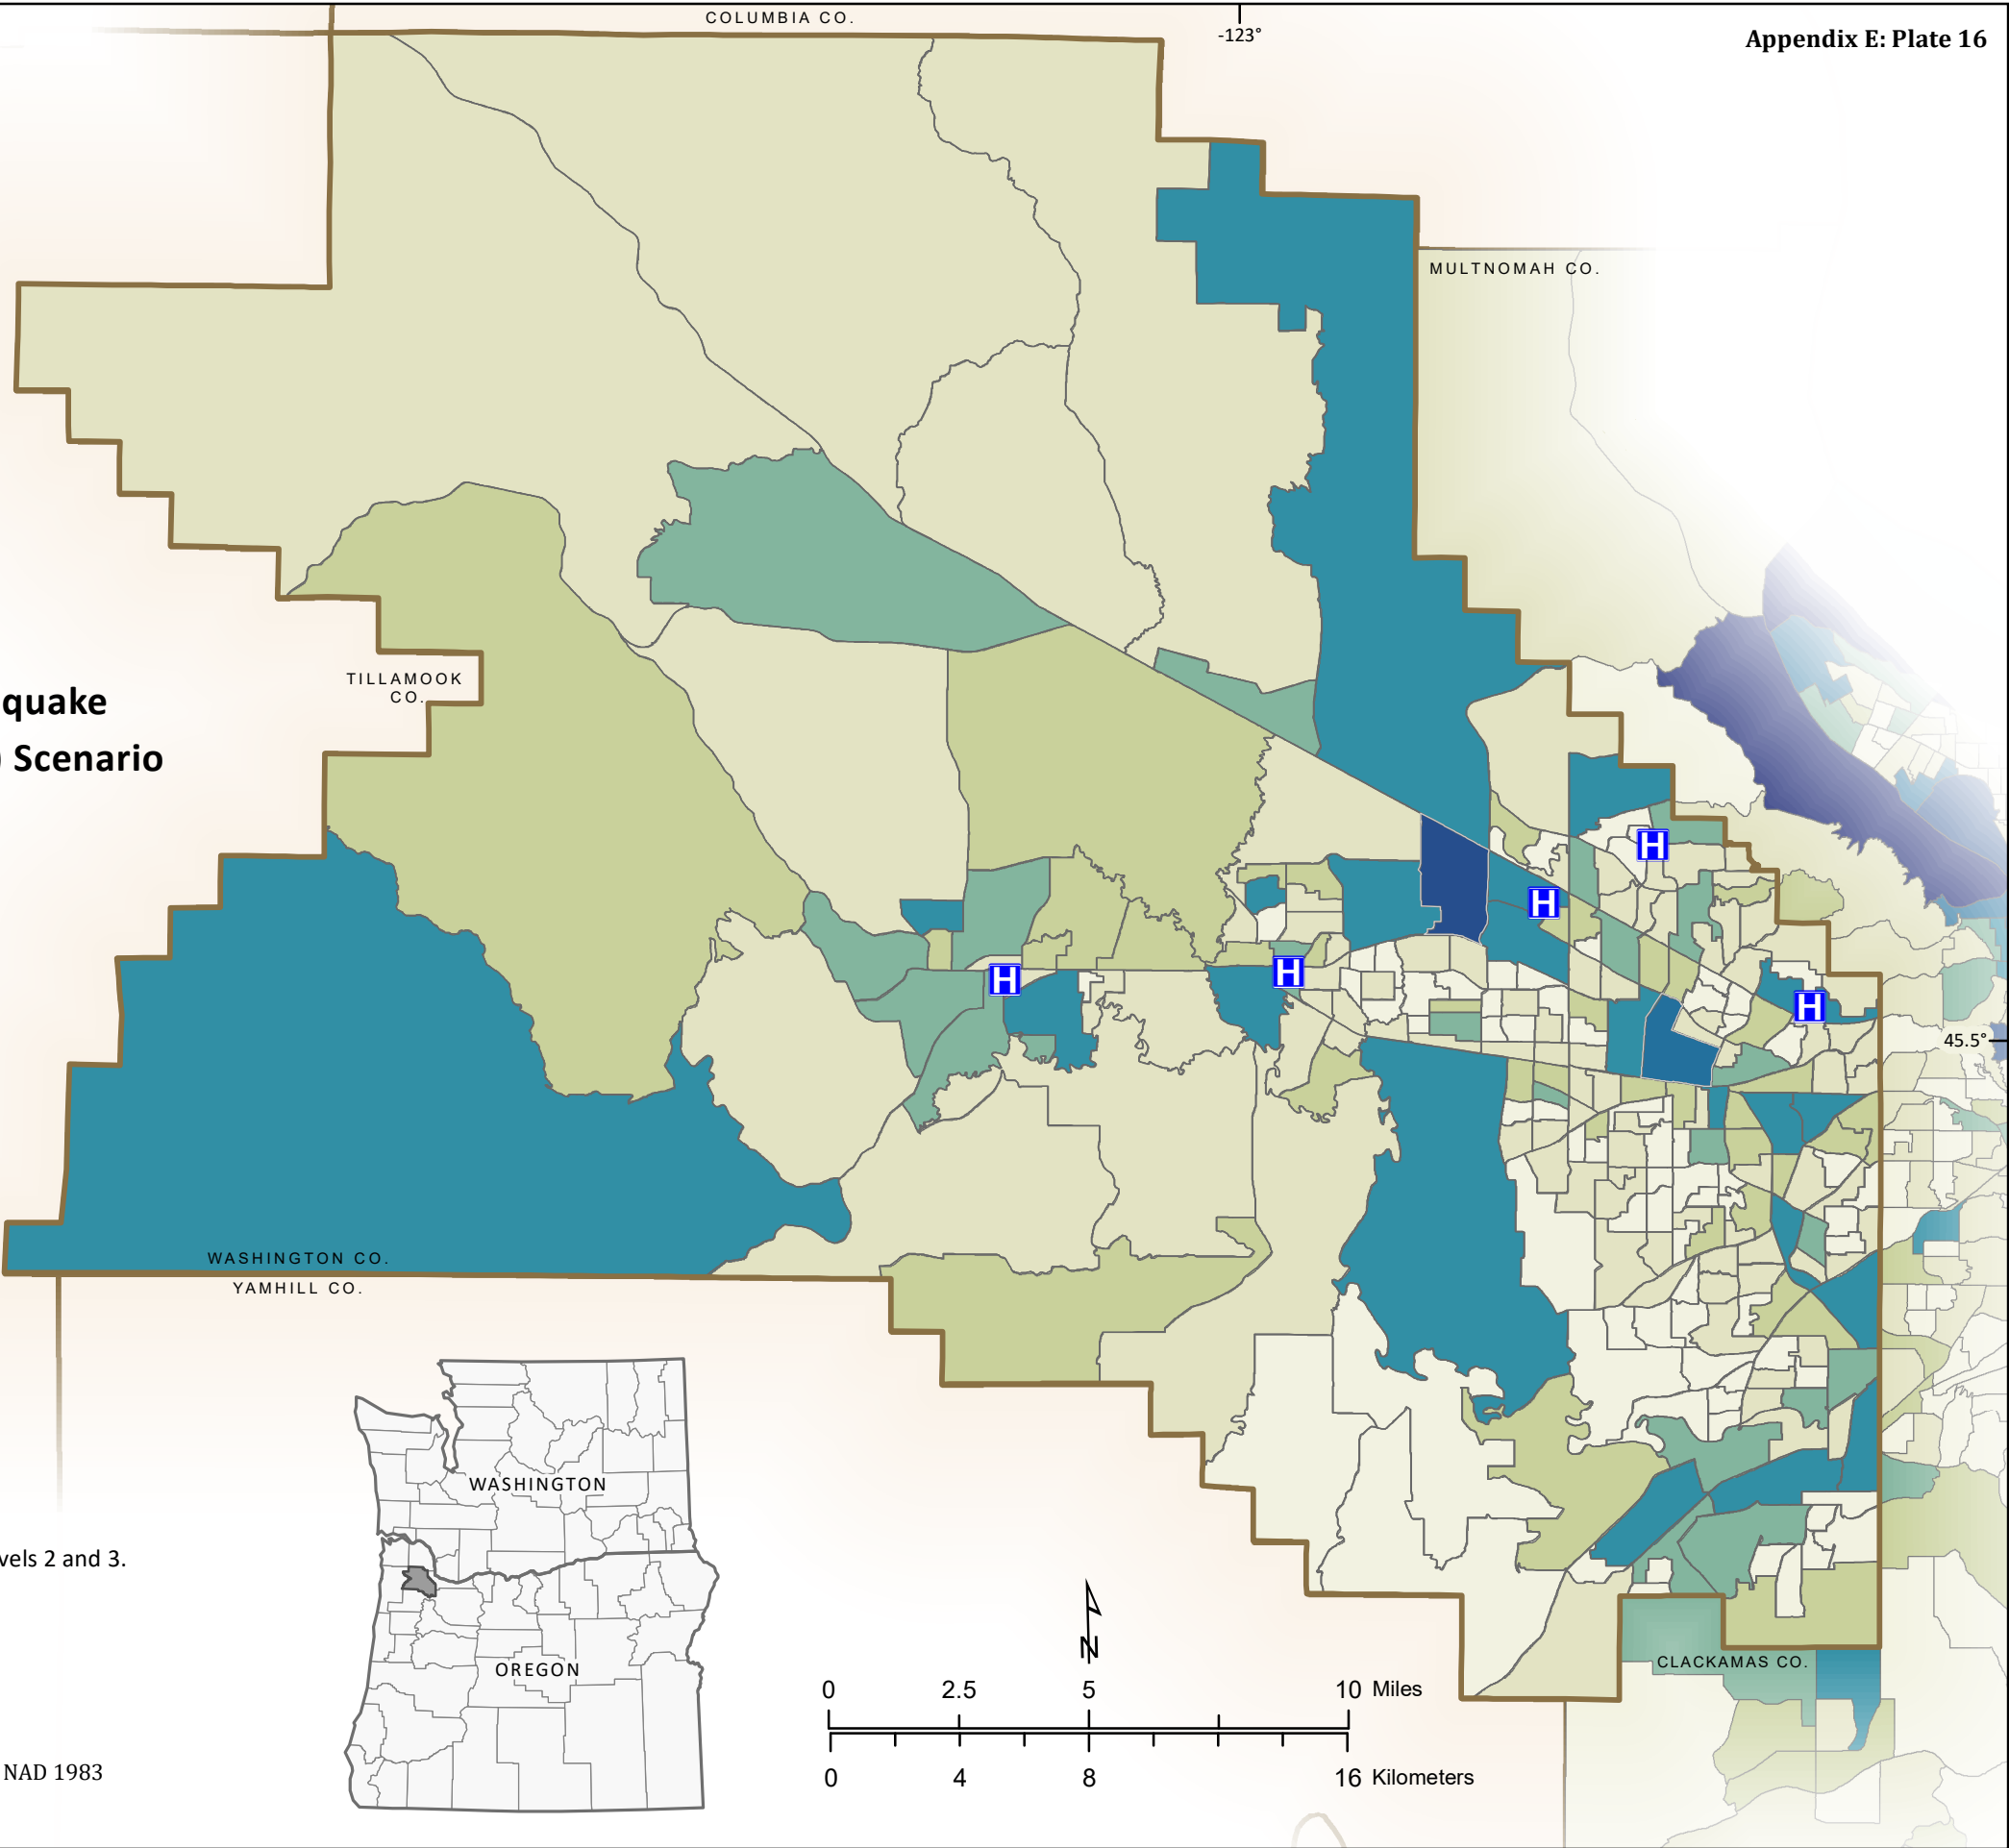 COLUMBIA CO.
-123°
Appendix E: Plate 16
MULTNOMAH CO.
TILLAMOOK
CO.
quake
Scenario
H
H
H
H
H
45.5°
WASHINGTON CO.
YAMHILL CO.
WASHINGTON
OREGON
vels 2 and 3.
N
CLACKAMAS CO.
0 2.5 5 10 Miles
0 4 8 16 Kilometers
NAD 1983